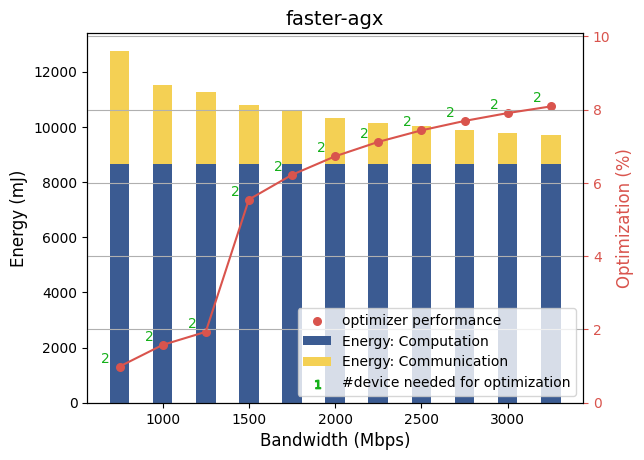 faster-agx
Energy (mJ)
12000
10000
8000
6000
4000
2000
0
2
2
2
2
2
2
2
2
2
2
2
10
8
6
4
2
0
Optimization (%)
optimizer performance
Energy: Computation
Energy: Communication
1 #device needed for optimization
1000 1500 2000 2500 3000
Bandwidth (Mbps)